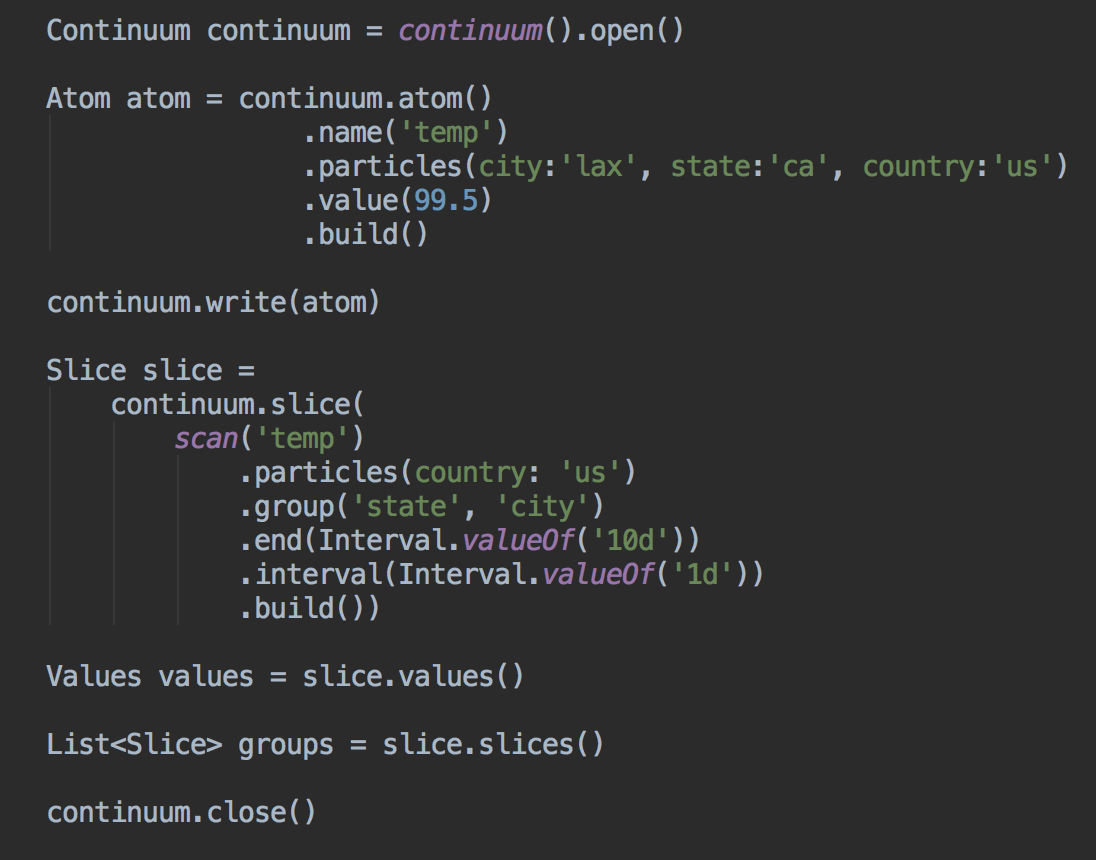 Continuum continuum = continuum().open()
Atom atom = continuum.atom()
.name('temp')
.particles(city:'lax', state:'ca', country:'us')
.value(99.5)
.build()
continuum.write(atom)
Slice slice =
continuum.slice(
scan('temp')
.particles(country: 'us')
.group('state', 'city')
.end(Interval.valueOf('10d'))
.interval(Interval.valueOf('1d'))
.build())
Values values = slice.values()
List<Slice> groups = slice.slices()
continuum.close()